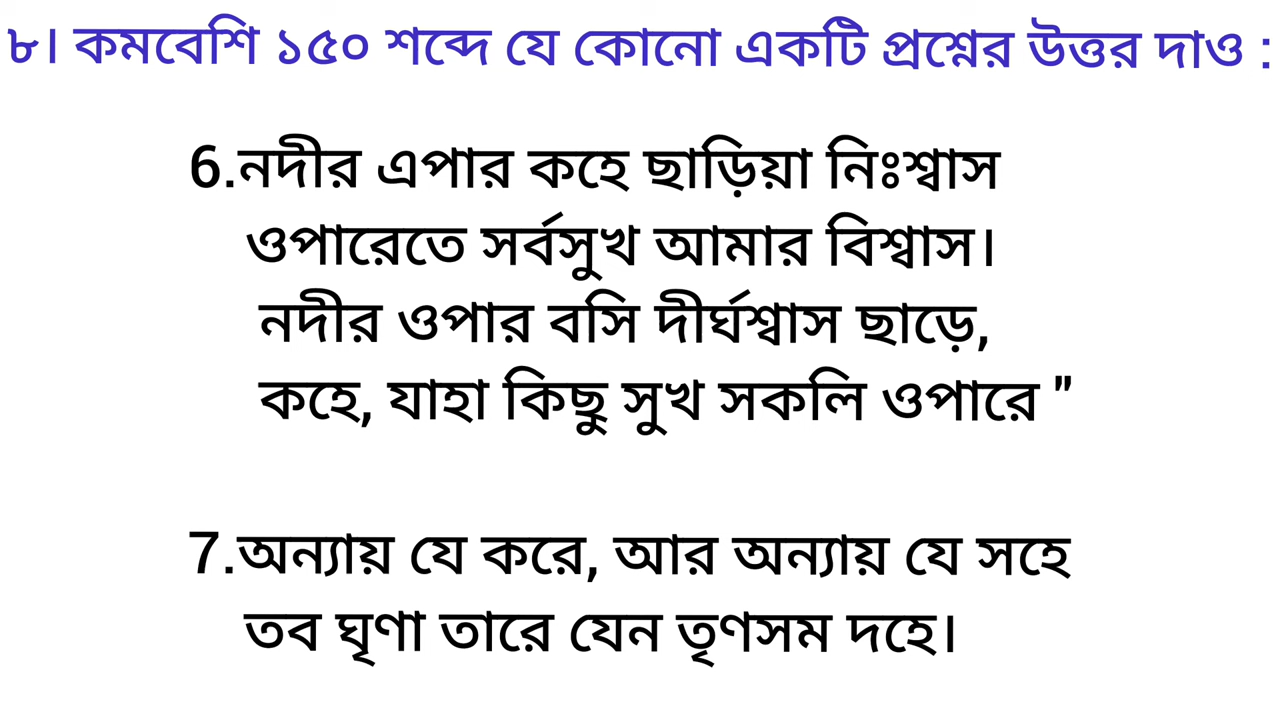 ৮। কমবেশি ১৫০ শব্দে যে কোনো একটি প্রশ্নের উত্তর দাও :
6.নদীর এপার কহে ছাড়িয়া নিঃশ্বাস
ওপারেতে সর্বসুখ আমার বিশ্বাস।
নদীর ওপার বসি দীর্ঘশ্বাস ছাড়ে,
কহে, যাহা কিছু সুখ সকলি ওপারে "
7.অন্যায় যে করে, আর অন্যায় যে সহে
তব ঘৃণা তারে যেন তৃণসম দহে।